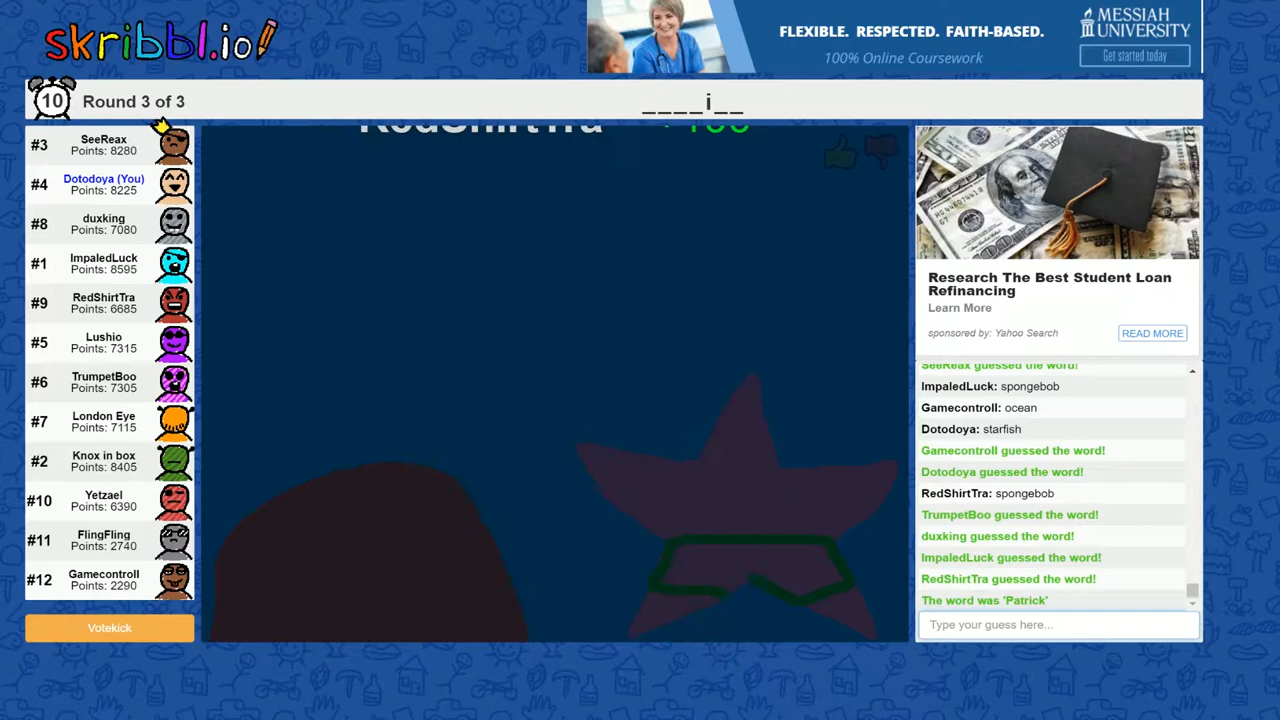 skribbl.io
FLEXIBLE. RESPECTED. FAITH-BASED.
100% Online Coursework
MESSIAH
UNIVERSITY
Get started today
10
Round 3 of 3
____i__
#3 SeeReax
Points: 8280
#4 Dotodoya (You)
Points: 8225
#8 duxking
Points: 7080
#1 ImpaledLuck
Points: 8595
#9 RedShirtTra
Points: 6685
#5 Lushio
Points: 7315
#6 TrumpetBoo
Points: 7305
#7 London Eye
Points: 7115
#2 Knox in box
Points: 8405
#10 Yetzael
Points: 6390
#11 FlingFling
Points: 2740
#12 Gamecontroll
Points: 2290
Votekick
RedShirtTra
Research The Best Student Loan
Refinancing
Learn More
sponsored by: Yahoo Search
READ MORE
SeeReax guessed the word!
ImpaledLuck: spongebob
Gamecontroll: ocean
Dotodoya: starfish
Gamecontroll guessed the word!
Dotodoya guessed the word!
RedShirtTra: spongebob
TrumpetBoo guessed the word!
duxking guessed the word!
ImpaledLuck guessed the word!
RedShirtTra guessed the word!
The word was 'Patrick'
Type your guess here...